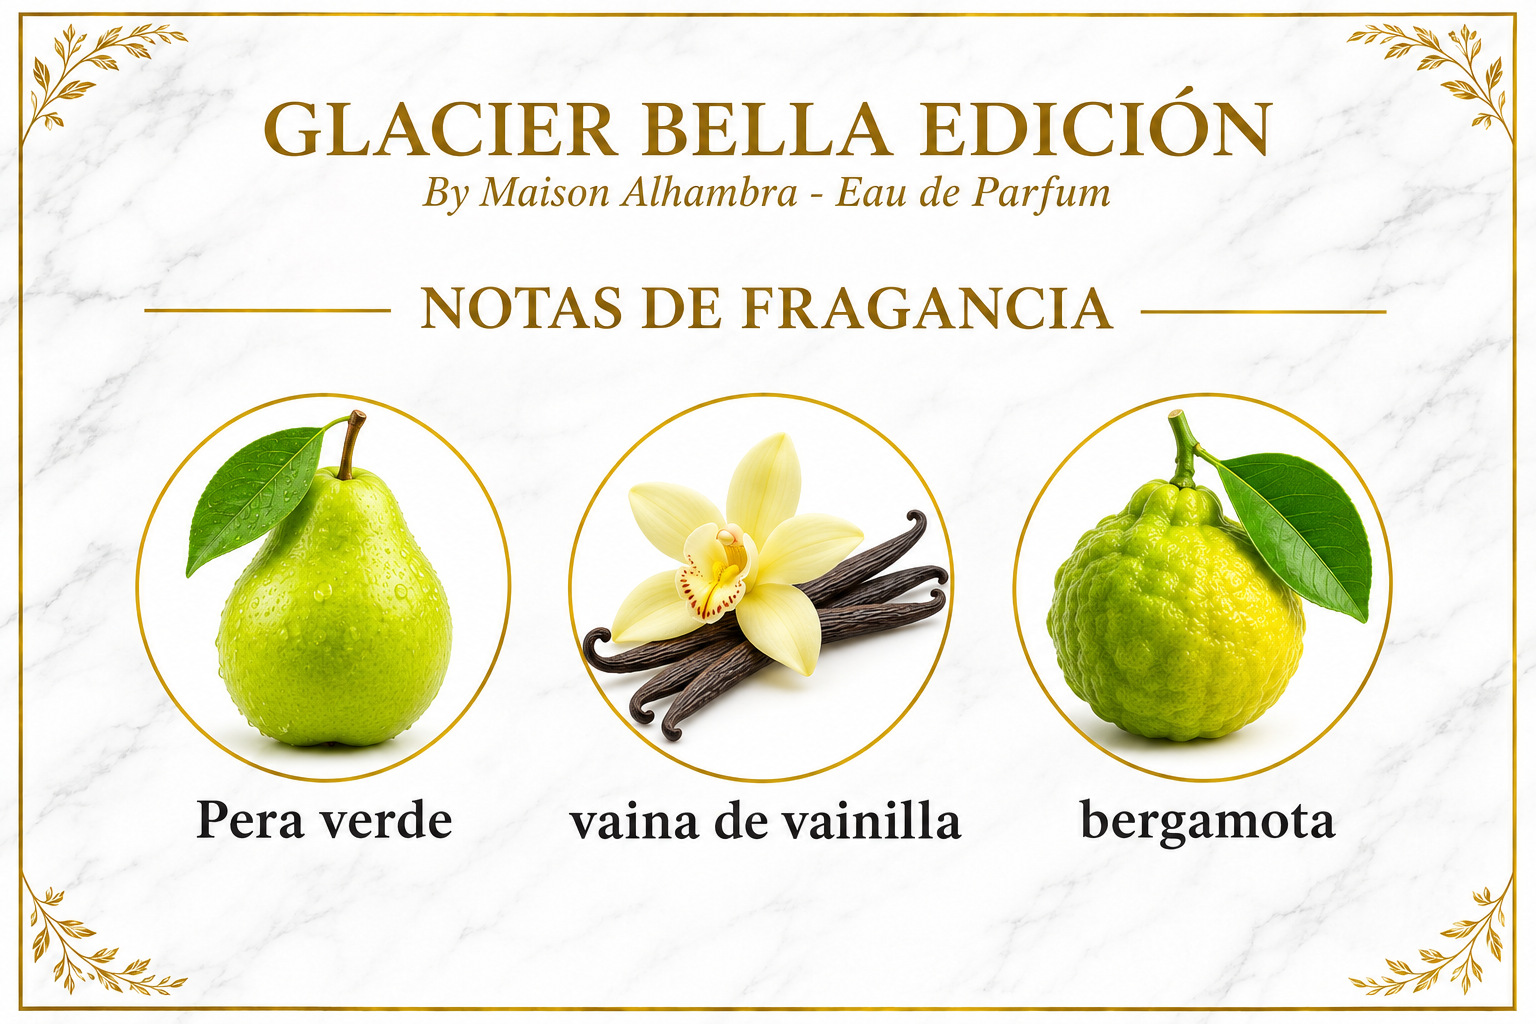 GLACIER BELLA EDICIÓN
By Maison Alhambra - Eau de Parfum
NOTAS DE FRAGANCIA
Pera verde
vaina de vainilla
bergamota